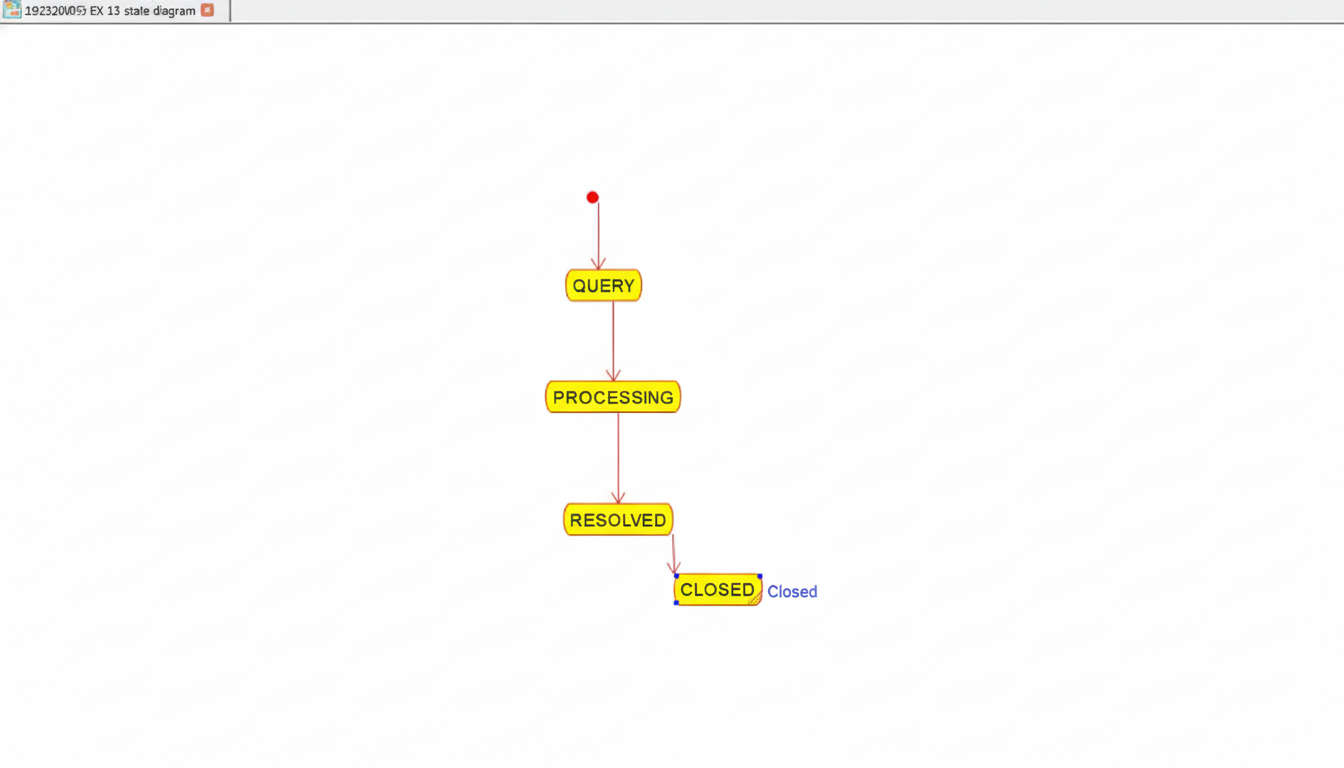 EX 13 state diagram
QUERY
PROCESSING
RESOLVED
CLOSED Closed